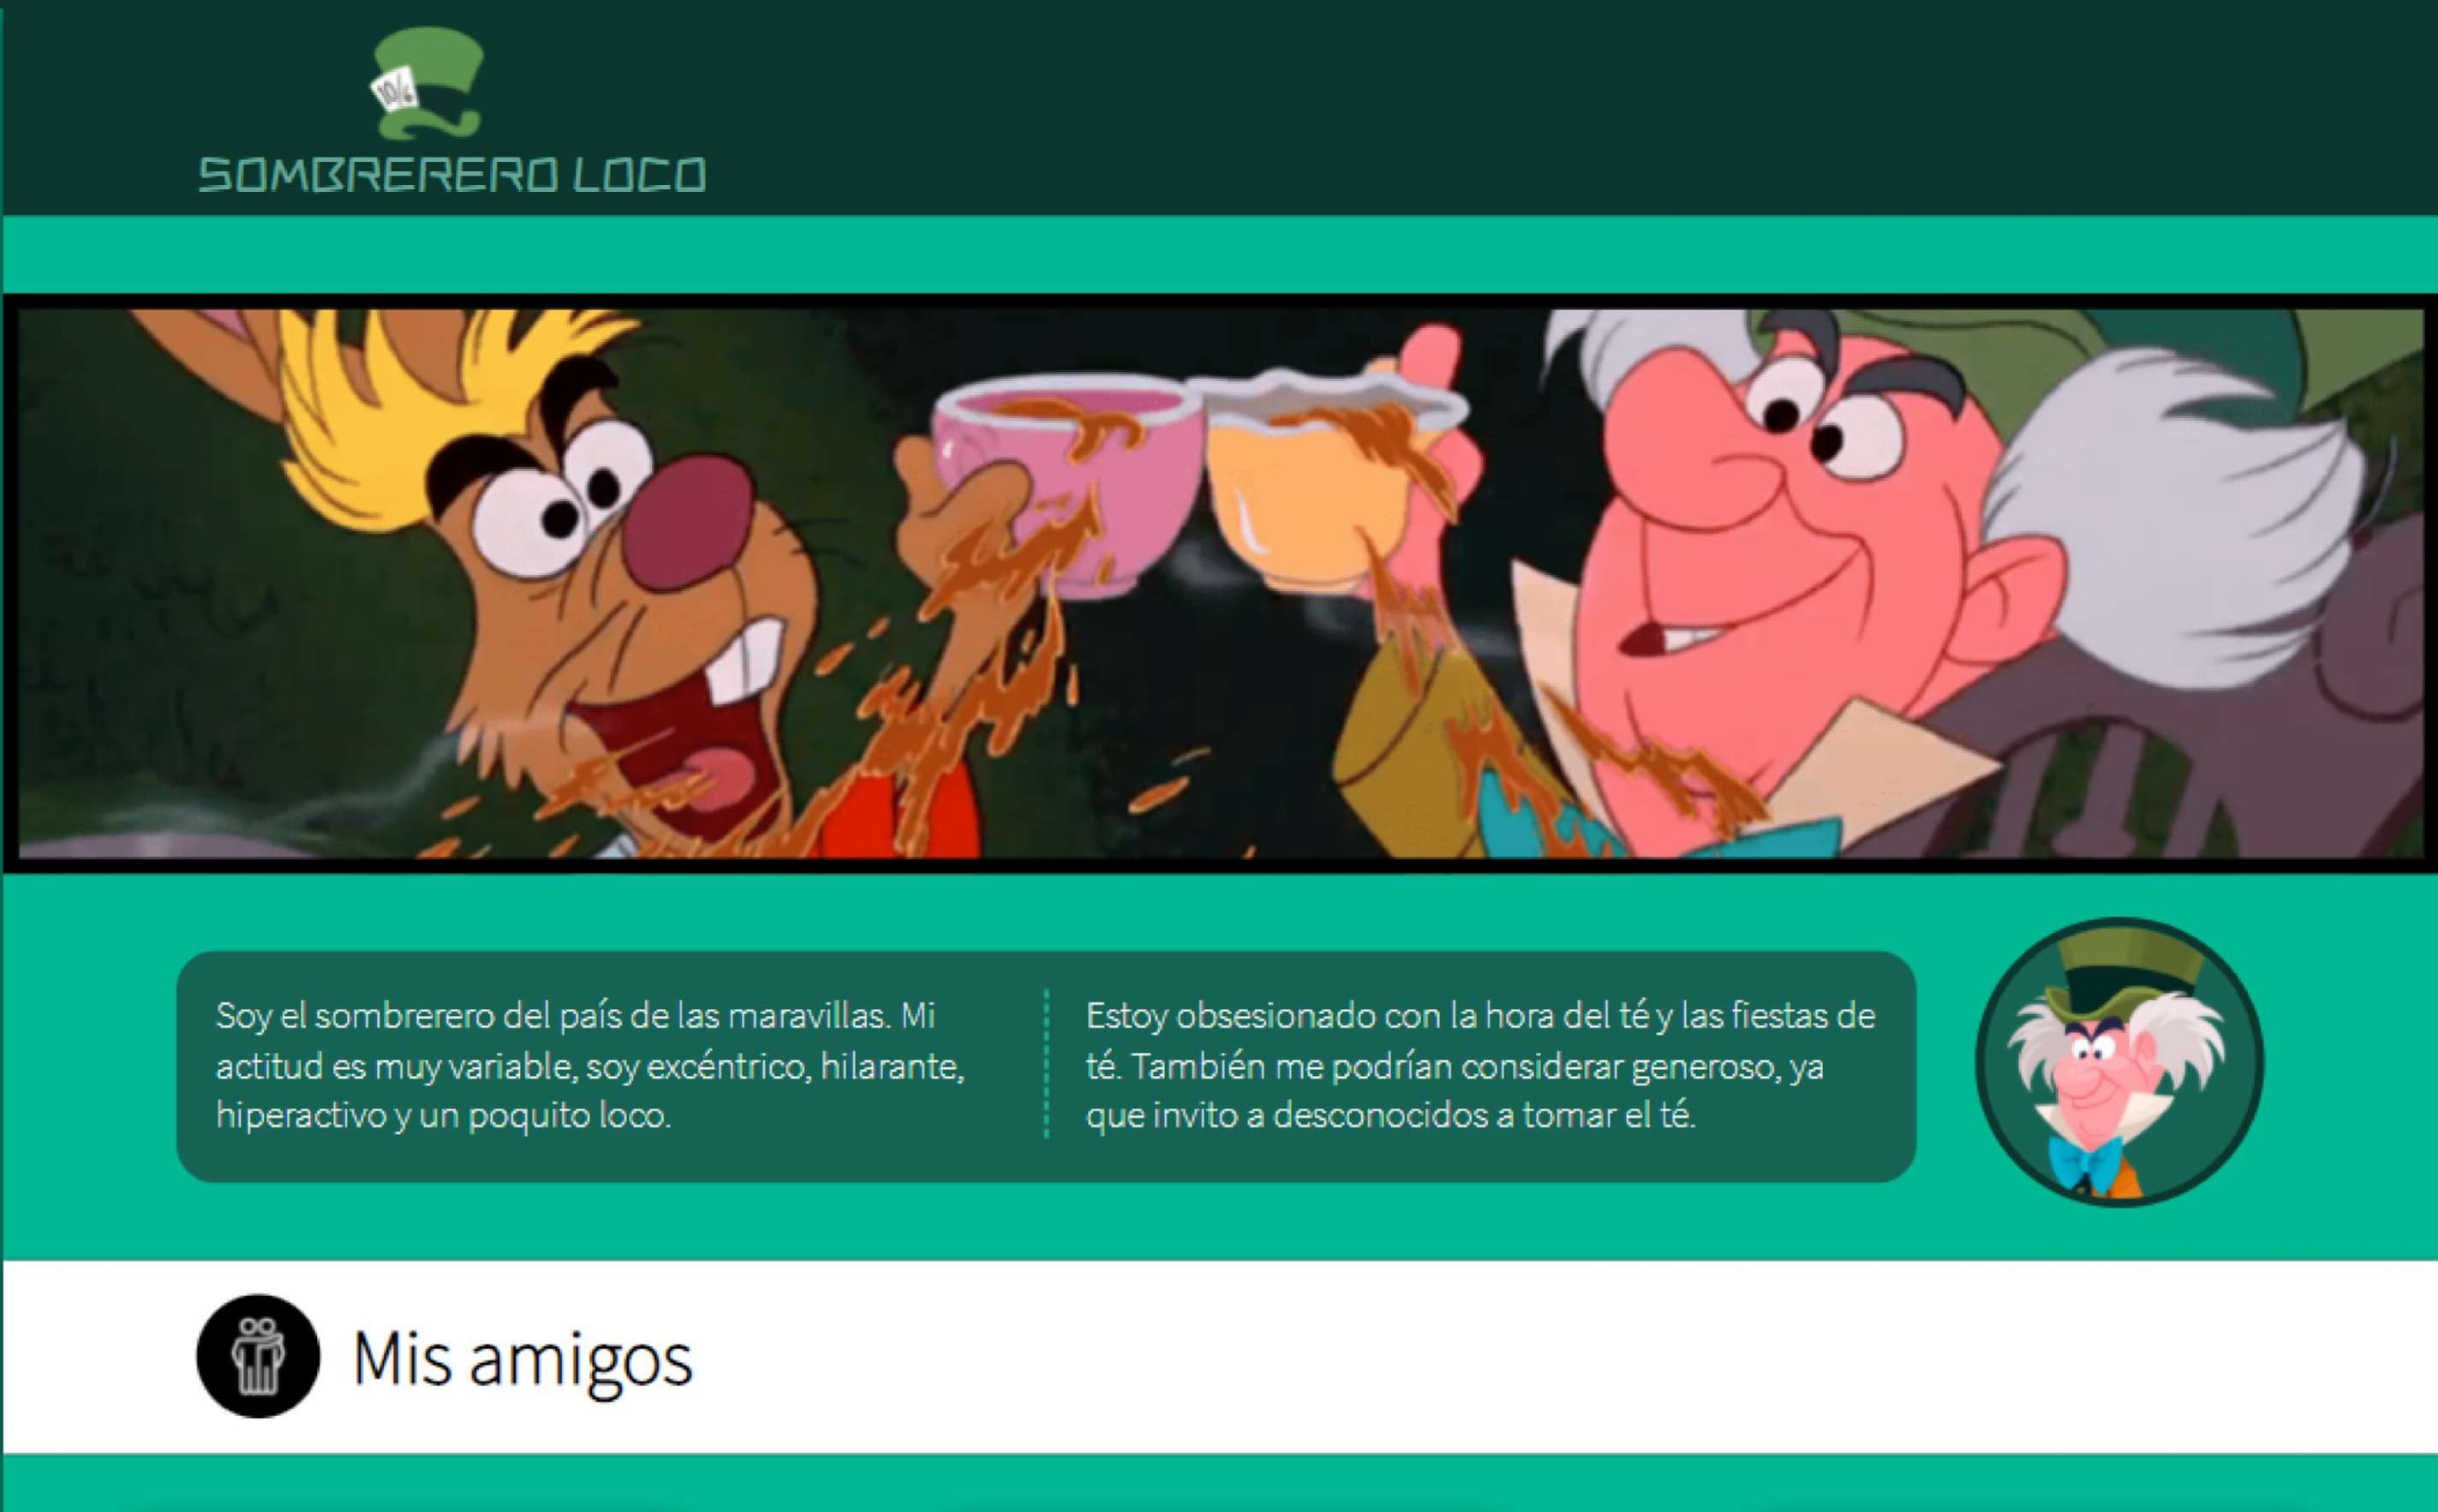 10/6
SOMBRERERO LOCO
Soy el sombrerero del país de las maravillas. Mi
actitud es muy variable, soy excéntrico, hilarante,
hiperactivo y un poquito loco.
Estoy obsesionado con la hora del té y las fiestas de
té. También me podrían considerar generoso, ya
que invito a desconocidos a tomar el té.
Mis amigos